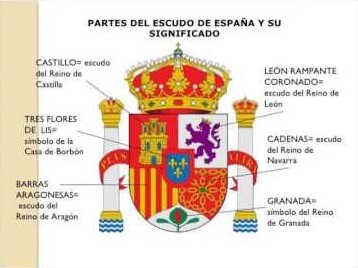 PARTES DEL ESCUDO DE ESPAÑA Y SU
SIGNIFICADO
CASTILLO= escudo
del Reino de
Castilla
LEÓN RAMPANTE
CORONADO=
escudo del Reino de
León
TRES FLORES
DE LIS=
símbolo de la
Casa de Borbón
CADENAS= escudo
del Reino de
Navarra
BARRAS
ARAGONESAS=
escudo del
Reino de Aragón
GRANADA=
símbolo del Reino
de Granada